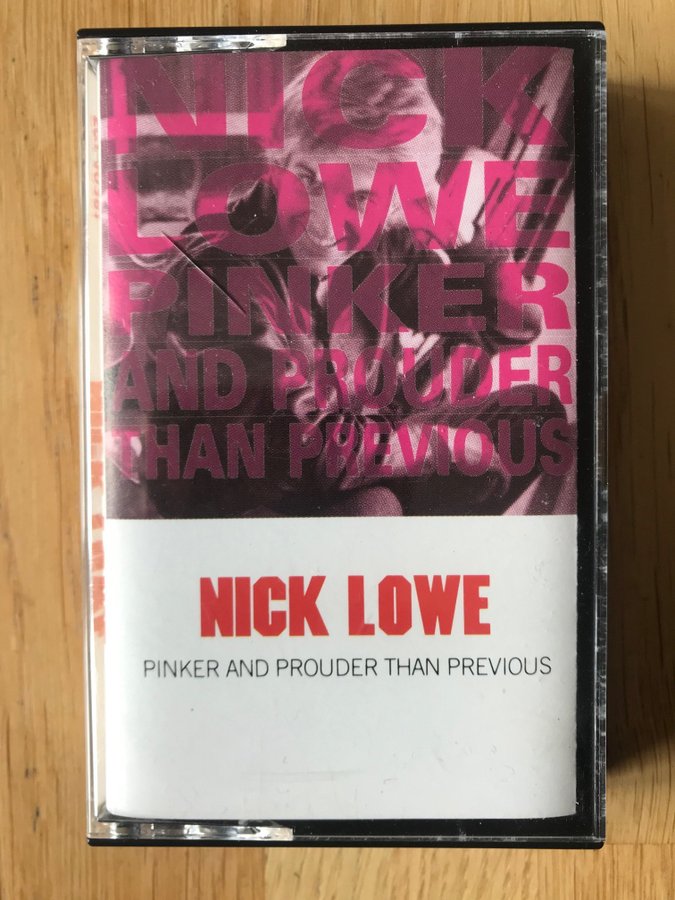 NICK
LOWE
PINKER
AND PROUDER
THAN PREVIOUS
NICK LOWE
PINKER AND PROUDER THAN PREVIOUS